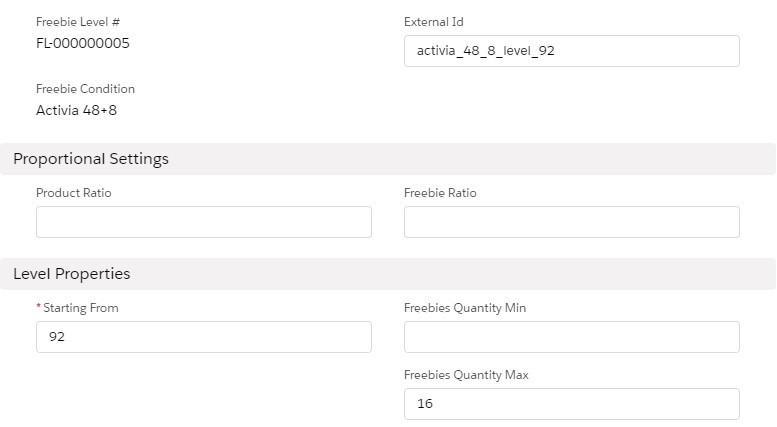 Freebie Level #
FL-000000005
External Id
activia_48_8_level_92
Freebie Condition
Activia 48+8
Proportional Settings
Product Ratio
Freebie Ratio
Level Properties
* Starting From
92
Freebies Quantity Min
Freebies Quantity Max
16